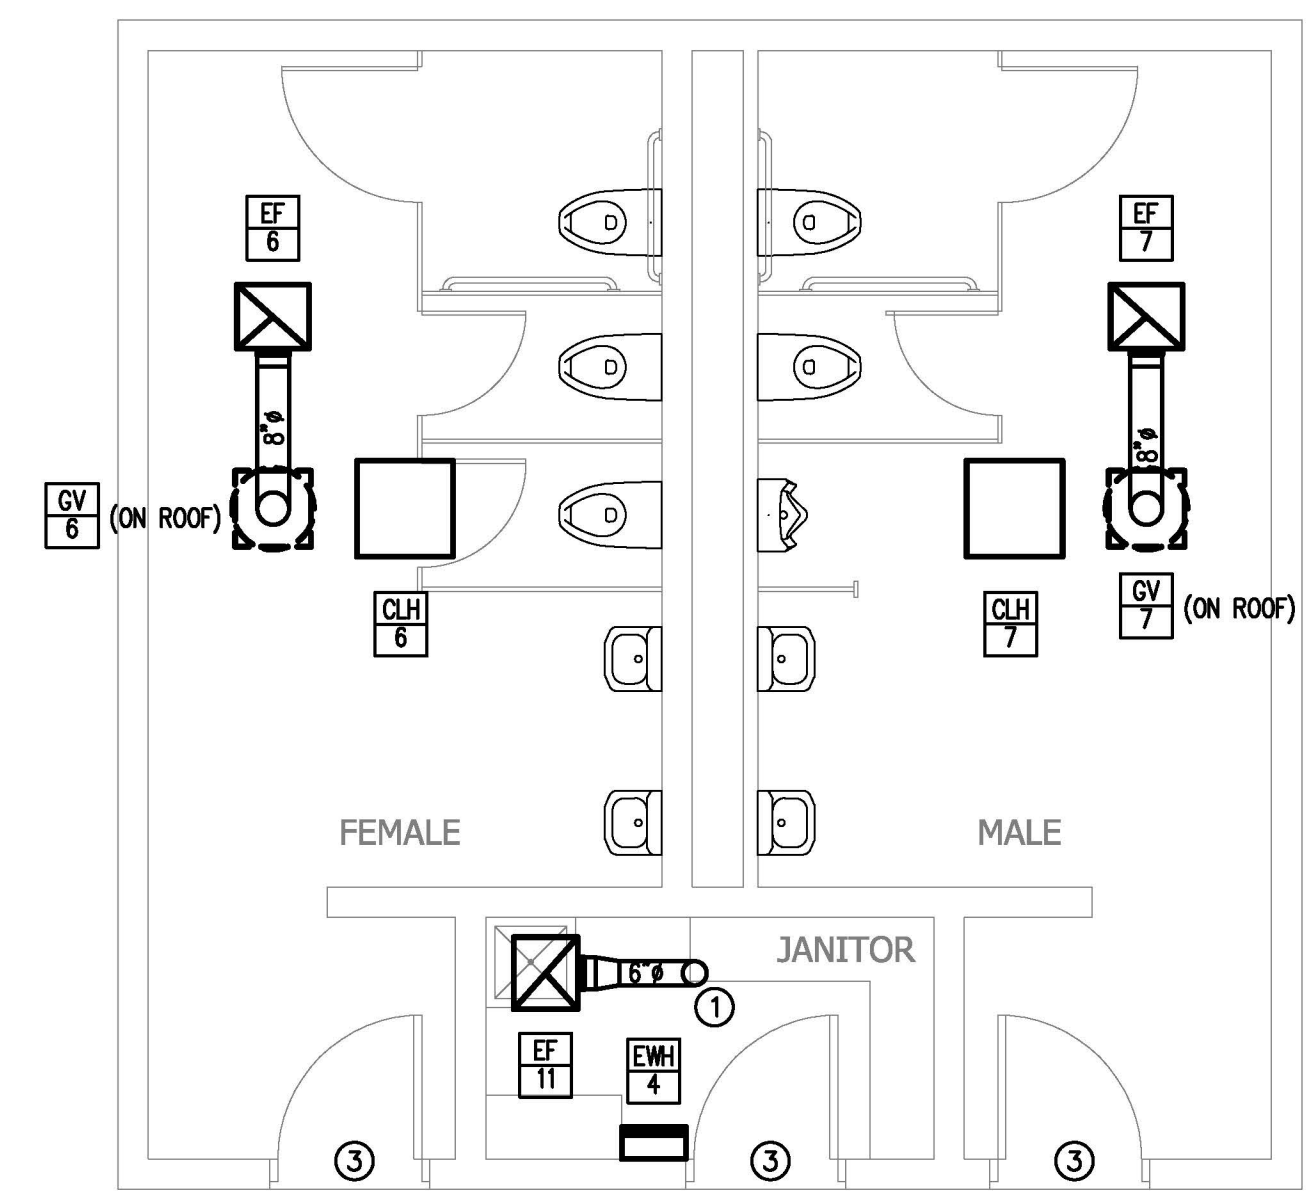 EF
6
EF
7
8"ø
8"ø
GV
6
(ON ROOF)
CLH
6
CLH
7
GV
7
(ON ROOF)
FEMALE
MALE
JANITOR
6"ø
1
EF
11
EWH
4
3
3
3